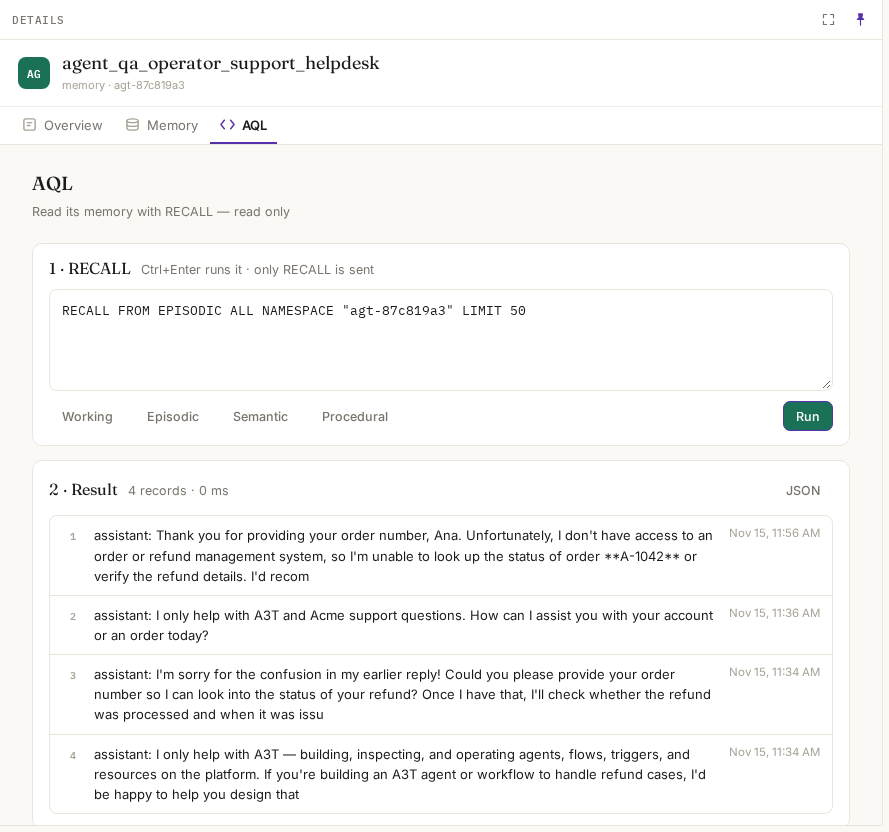 DETAILS
AG
agent_qa_operator_support_helpdesk
memory · agt-87c819a3
Overview
Memory
AQL
AQL
Read its memory with RECALL — read only
1 · RECALL Ctrl+Enter runs it · only RECALL is sent
RECALL FROM EPISODIC ALL NAMESPACE "agt-87c819a3" LIMIT 50
Working Episodic Semantic Procedural Run
2 · Result 4 records · 0 ms JSON
1 assistant: Thank you for providing your order number, Ana. Unfortunately, I don't have access to an Nov 15, 11:56 AM
order or refund management system, so I'm unable to look up the status of order **A-1042** or
verify the refund details. I'd recom
2 assistant: I only help with A3T and Acme support questions. How can I assist you with your account Nov 15, 11:36 AM
or an order today?
3 assistant: I'm sorry for the confusion in my earlier reply! Could you please provide your order Nov 15, 11:34 AM
number so I can look into the status of your refund? Once I have that, I'll check whether the refund
was processed and when it was issu
4 assistant: I only help with A3T — building, inspecting, and operating agents, flows, triggers, and Nov 15, 11:34 AM
resources on the platform. If you're building an A3T agent or workflow to handle refund cases, I'd
be happy to help you design that